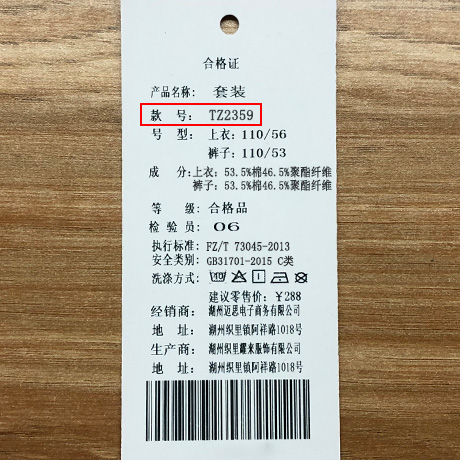 合格证
产品名称: 套装
款 号: TZ2359
号 型: 上衣: 110/56
裤子: 110/53
成 分:上衣: 53.5%棉46.5%聚酯纤维
裤子: 53.5%棉46.5%聚酯纤维
等 级: 合格品
检 验 员: 06
执行标准: FZ/T 73045-2013
安全类别: GB31701-2015 C类
洗涤方式:
建议零售价: ¥288
经 销 商: 湖州迈思电子商务有限公司
地 址: 湖州织里镇阿祥路1018号
生 产 商: 湖州织里耀来服饰有限公司
地 址: 湖州织里镇阿祥路1018号